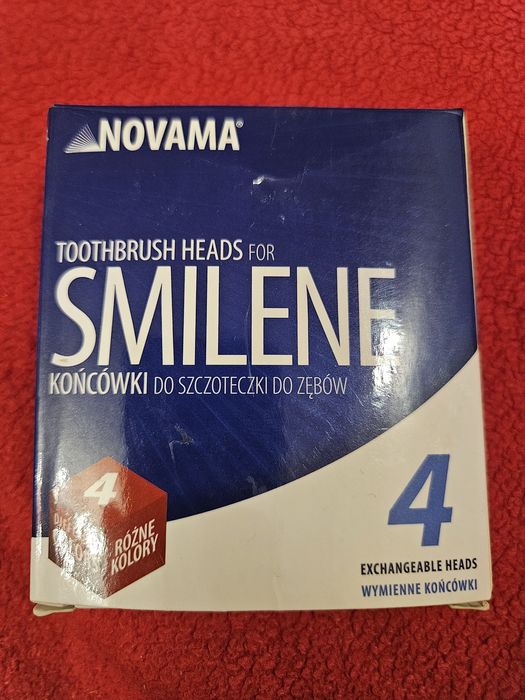 NOVAMA®
TOOTHBRUSH HEADS FOR
SMILENE
KOŃCÓWKI DO SZCZOTECZKI DO ZĘBÓW
4
RÓŻNE
KOLORY
4
EXCHANGEABLE HEADS
WYMIENNE KOŃCÓWKI